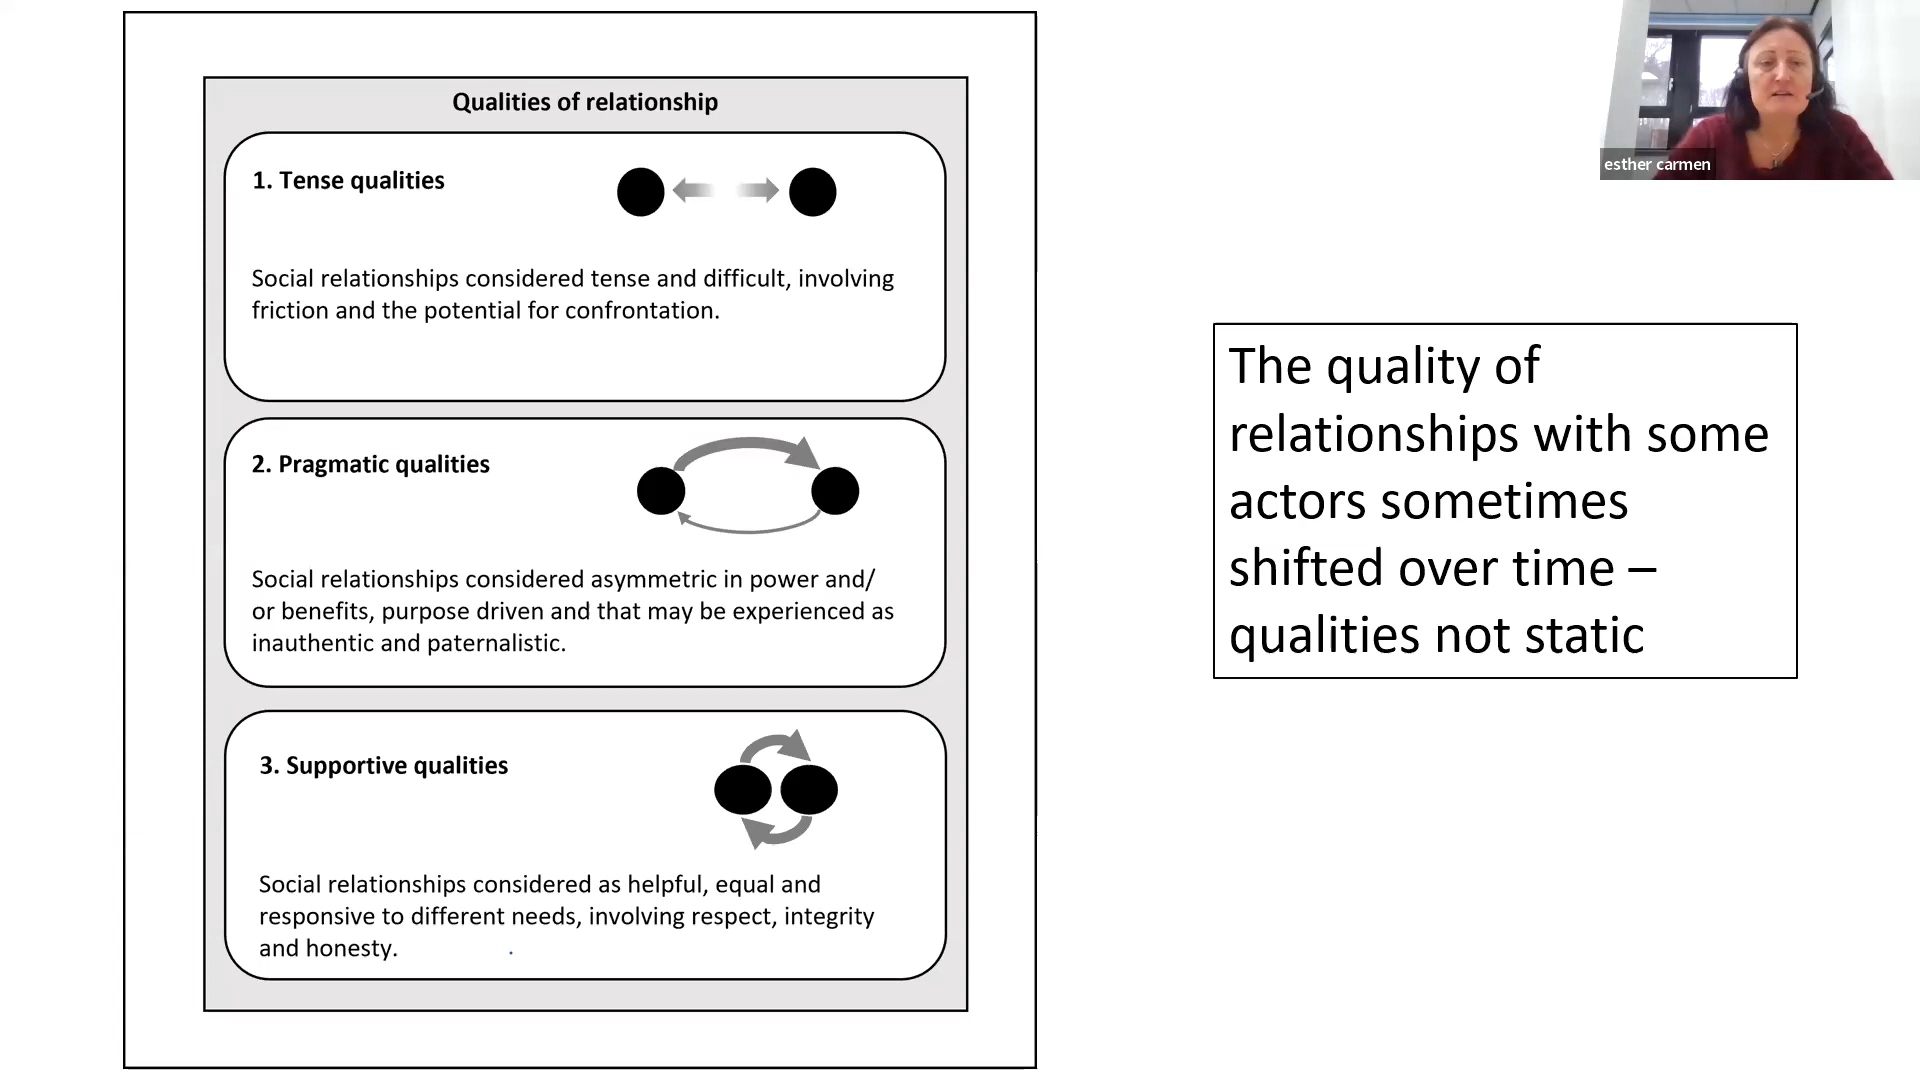 Qualities of relationship
1. Tense qualities
Social relationships considered tense and difficult, involving
friction and the potential for confrontation.
2. Pragmatic qualities
Social relationships considered asymmetric in power and/
or benefits, purpose driven and that may be experienced as
inauthentic and paternalistic.
3. Supportive qualities
Social relationships considered as helpful, equal and
responsive to different needs, involving respect, integrity
and honesty.
The quality of
relationships with some
actors sometimes
shifted over time –
qualities not static
esther carmen